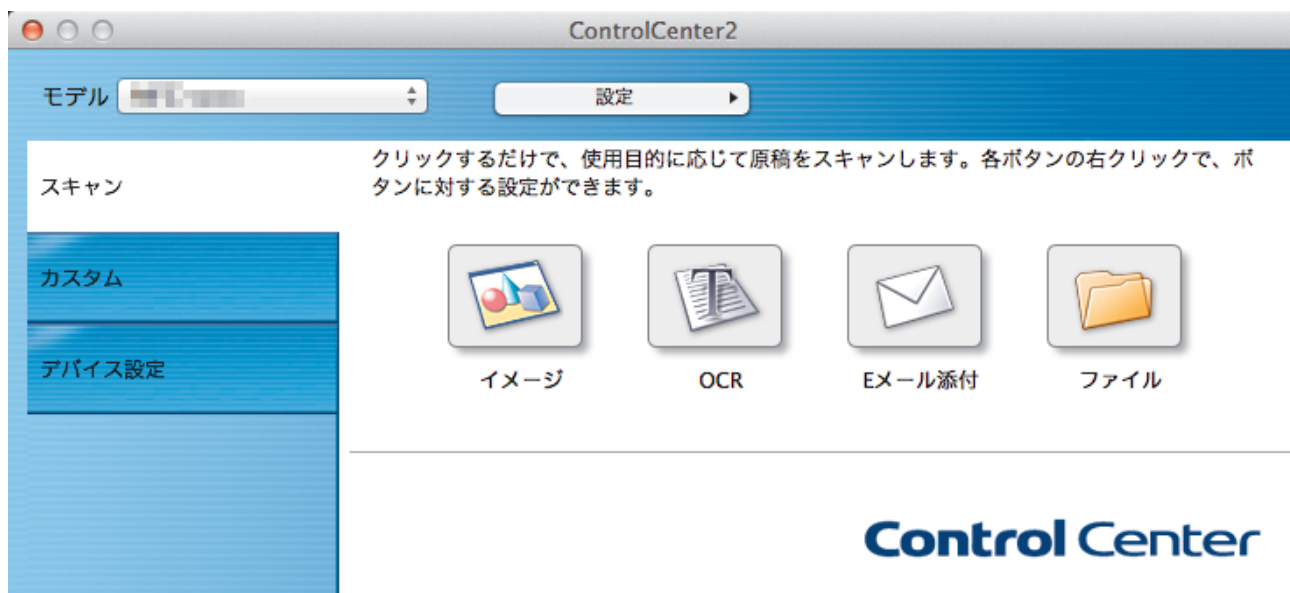 ControlCenter2
モデル
設定
スキャン
クリックするだけで、使用目的に応じて原稿をスキャンします。各ボタンの右クリックで、ボ
タンに対する設定ができます。
カスタム
デバイス設定
イメージ
OCR
Eメール添付
ファイル
Control Center